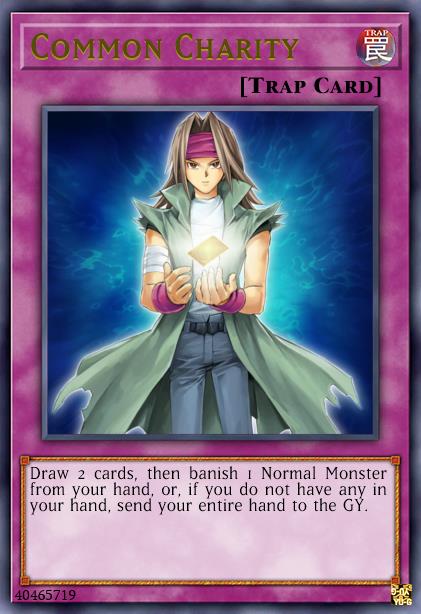 Common Charity
TRAP
罠
[Trap Card]
Draw 2 cards, then banish 1 Normal Monster
from your hand, or, if you do not have any in
your hand, send your entire hand to the GY.
40465719